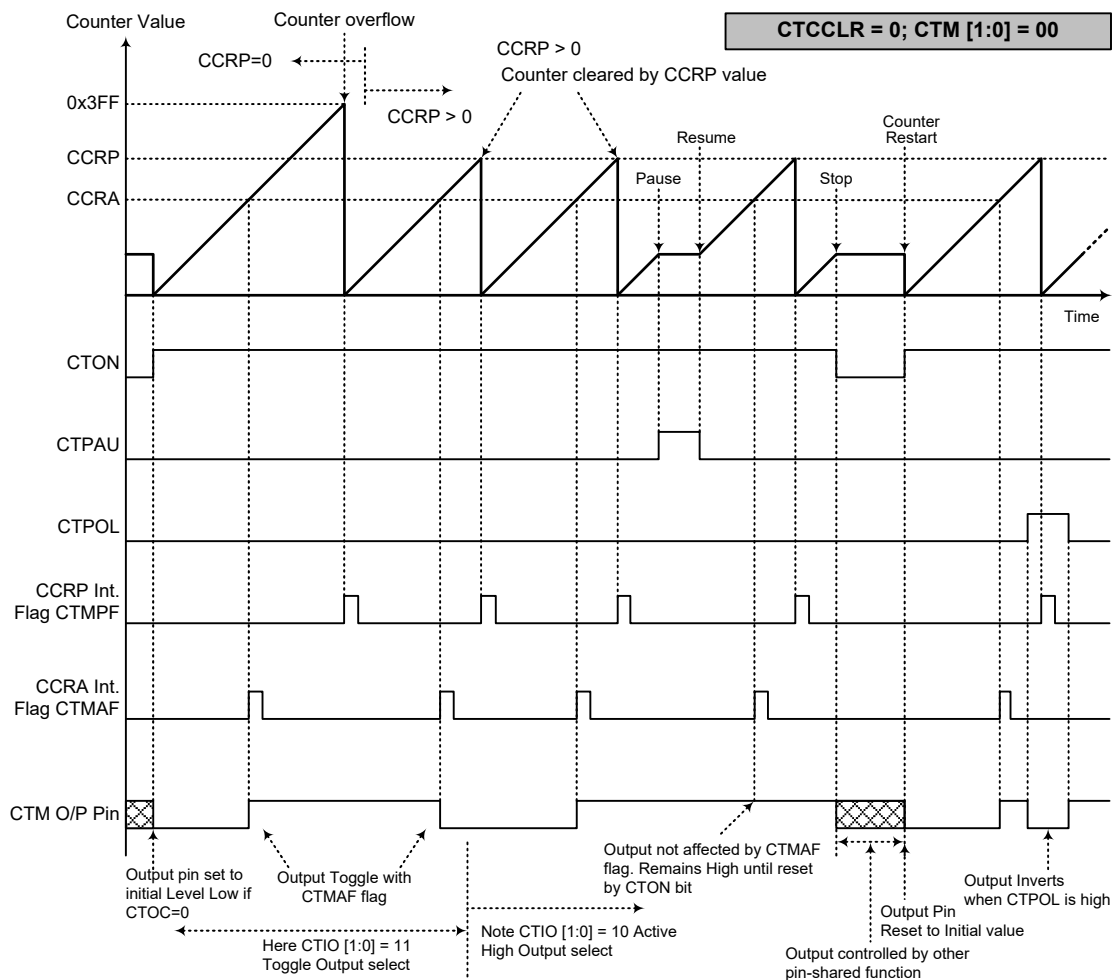 Counter Value
Counter overflow
CTCCLR = 0; CTM [1:0] = 00
CCRP=0
CCRP > 0
CCRP > 0
Counter cleared by CCRP value
0x3FF
CCRP
CCRA
Pause
Resume
Stop
Counter
Restart
Time
CTON
CTPAU
CTPOL
CCRP Int.
Flag CTMPF
CCRA Int.
Flag CTMAF
CTM O/P Pin
Output pin set to
initial Level Low if
CTOC=0
Output Toggle with
CTMAF flag
Here CTIO [1:0] = 11
Toggle Output select
Output not affected by CTMAF
flag. Remains High until reset
by CTON bit
Note CTIO [1:0] = 10 Active
High Output select
Output controlled by other
pin-shared function
Output Pin
Reset to Initial value
Output Inverts
when CTPOL is high